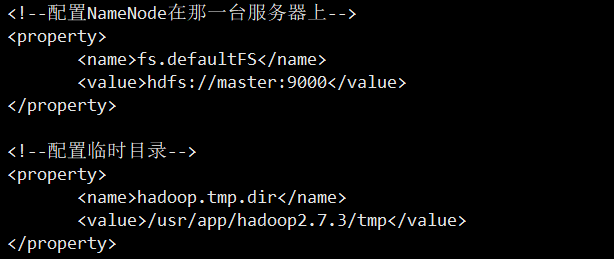 <!--配置NameNode在那一台服务器上-->
<property>
<name>fs.defaultFS</name>
<value>hdfs://master:9000</value>
</property>
<!--配置临时目录-->
<property>
<name>hadoop.tmp.dir</name>
<value>/usr/app/hadoop2.7.3/tmp</value>
</property>